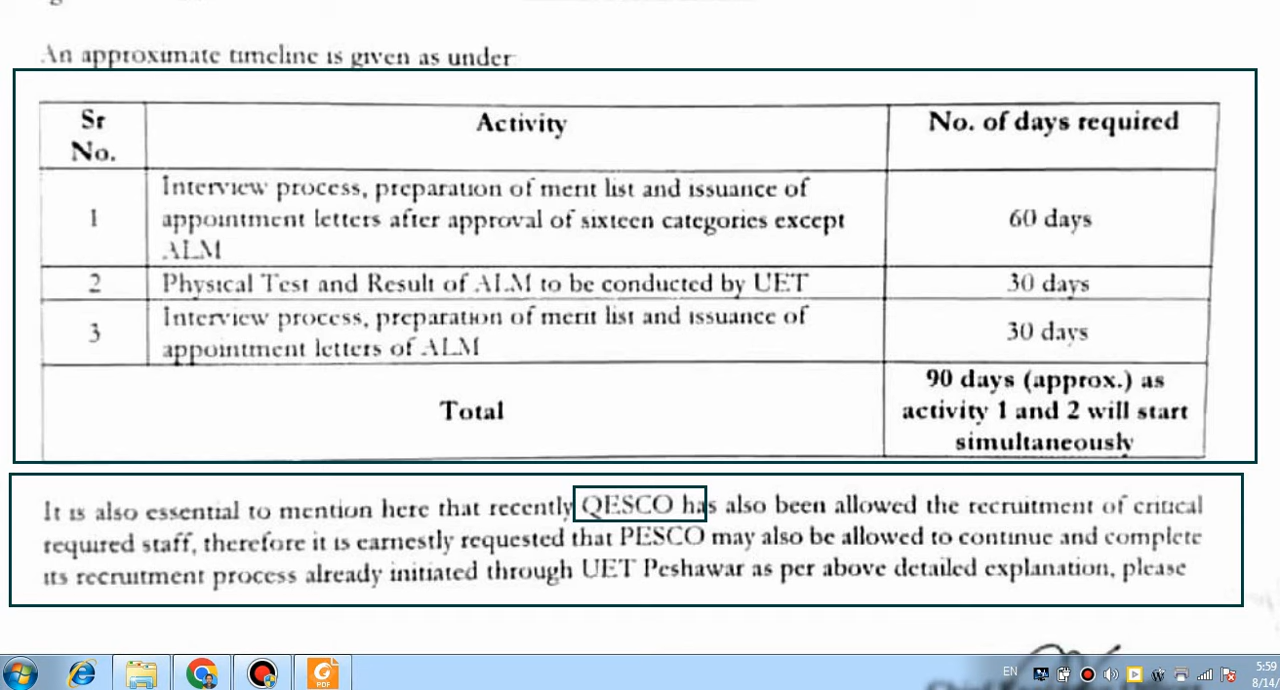 An approximate timeline is given as under
Sr
No.
Activity
No. of days required
1
Interview process, preparation of merit list and issuance of
appointment letters after approval of sixteen categories except
ALM
60 days
2
Physical Test and Result of ALM to be conducted by UET
30 days
3
Interview process, preparation of merit list and issuance of
appointment letters of ALM
30 days
Total
90 days (approx.) as
activity 1 and 2 will start
simultaneously
It is also essential to mention here that recently QESCO has also been allowed the recruitment of critical
required staff, therefore it is earnestly requested that PESCO may also be allowed to continue and complete
its recruitment process already initiated through UET Peshawar as per above detailed explanation, please
PDF
EN
5:59
8/14/